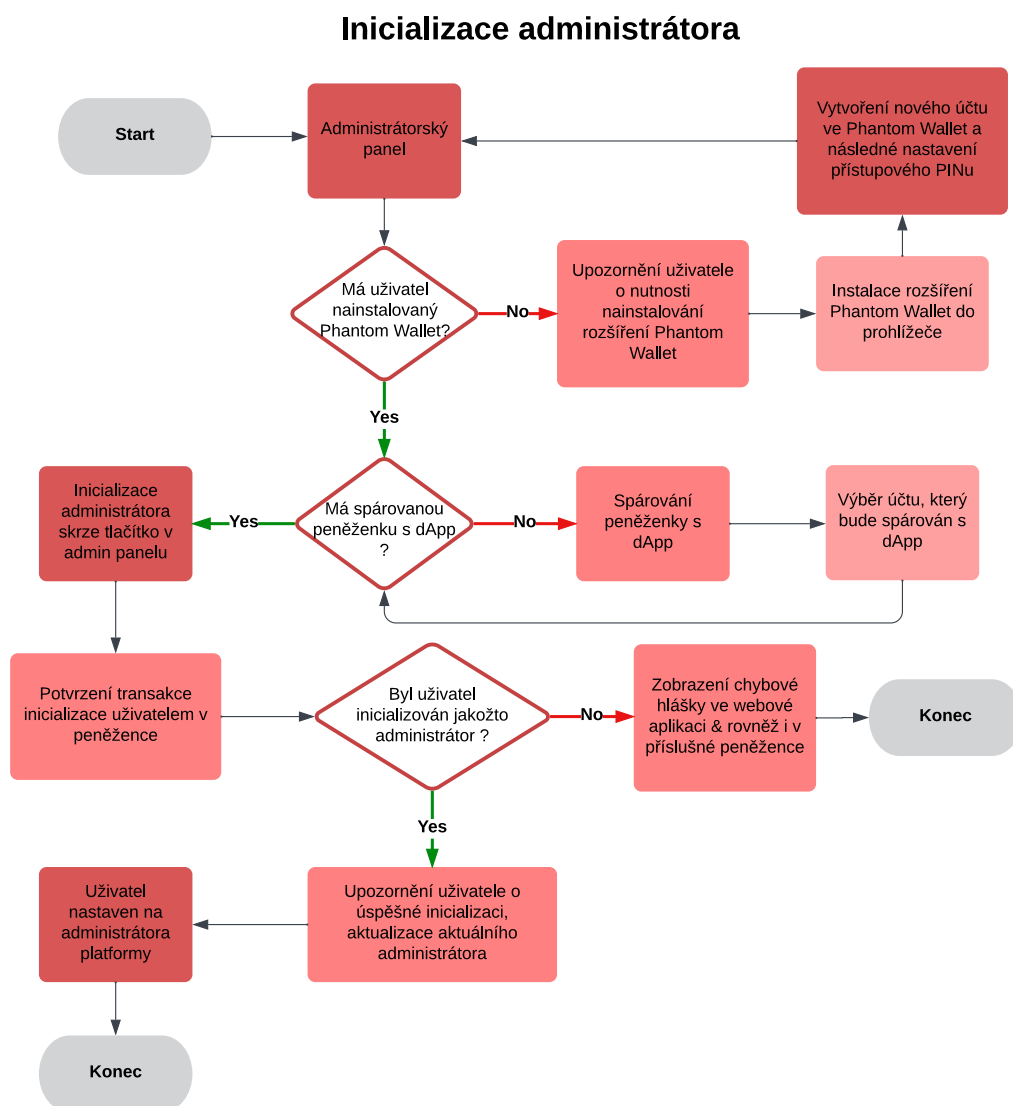 Inicializace administrátora
Start
Administrátorský
panel
Vytvoření nového účtu
ve Phantom Wallet a
následné nastavení
přístupového PINu
Má uživatel
nainstalovaný
Phantom Wallet?
No
Upozornění uživatele
o nutnosti
nainstalování
rozšíření Phantom
Wallet
Instalace rozšíření
Phantom Wallet do
prohlížeče
Yes
Inicializace
administrátora
skrze tlačítko v
admin panelu
Yes
Má spárovanou
peněženku s dApp
?
No
Spárování
peněženky s
dApp
Výběr účtu, který
bude spárován s
dApp
Potvrzení transakce
inicializace uživatelem v
peněžence
Byl uživatel
inicializován jakožto
administrátor ?
No
Zobrazení chybové
hlášky ve webové
aplikaci & rovněž i v
příslušné peněžence
Konec
Yes
Uživatel
nastaven na
administrátora
platformy
Upozornění uživatele o
úspěšné inicializaci,
aktualizace aktuálního
administrátora
Konec